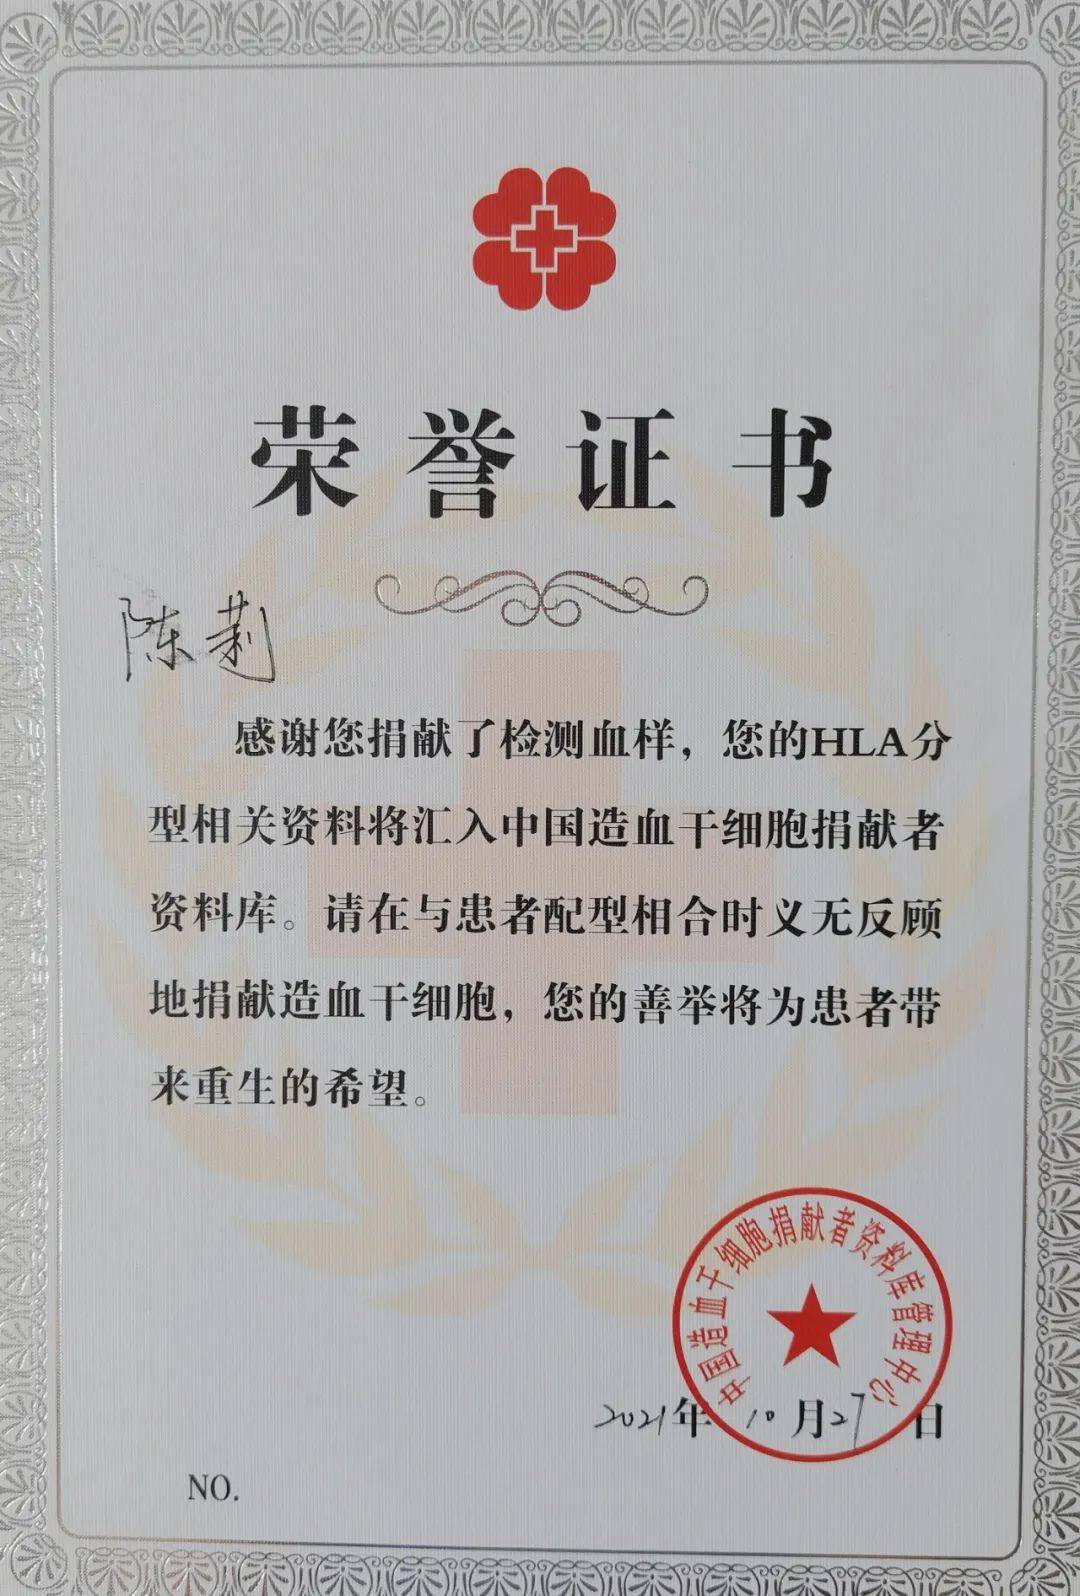 荣誉证书
陈莉
感谢您捐献了检测血样，您的HLA分
型相关资料将汇入中国造血干细胞捐献者
资料库。请在与患者配型相合时义无反顾
地捐献造血干细胞，您的善举将为患者带
来重生的希望。
中国造血干细胞捐献者资料库管理中心
2021年10月27日
NO.